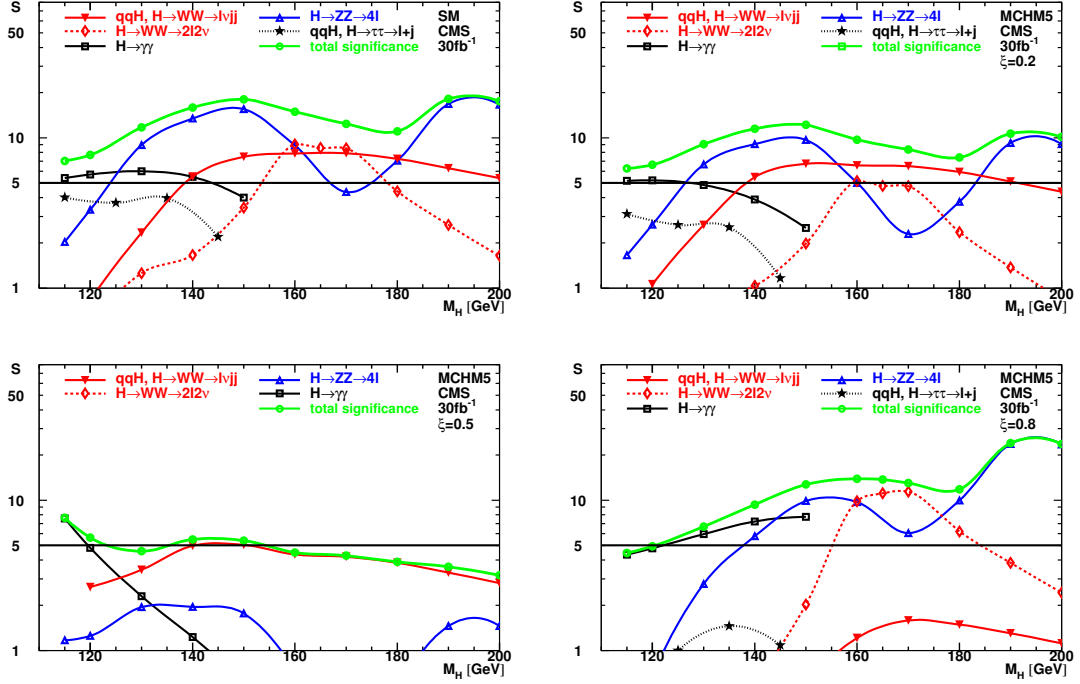 S
50
10
5
1
qqH, H→WW→lνjj
H→WW→2l2ν
H→γγ
H→ZZ→4l
qqH, H→ττ→l+j
total significance
SM
CMS
30fb⁻¹
120 140 160 180 200
M_H [GeV]
S
50
10
5
1
qqH, H→WW→lνjj
H→WW→2l2ν
H→γγ
H→ZZ→4l
qqH, H→ττ→l+j
total significance
MCHM5
CMS
30fb⁻¹
ξ=0.2
120 140 160 180 200
M_H [GeV]
S
50
10
5
1
qqH, H→WW→lνjj
H→WW→2l2ν
H→ZZ→4l
H→γγ
total significance
MCHM5
CMS
30fb⁻¹
ξ=0.5
120 140 160 180 200
M_H [GeV]
S
50
10
5
1
qqH, H→WW→lνjj
H→WW→2l2ν
H→γγ
H→ZZ→4l
qqH, H→ττ→l+j
total significance
MCHM5
CMS
30fb⁻¹
ξ=0.8
120 140 160 180 200
M_H [GeV]